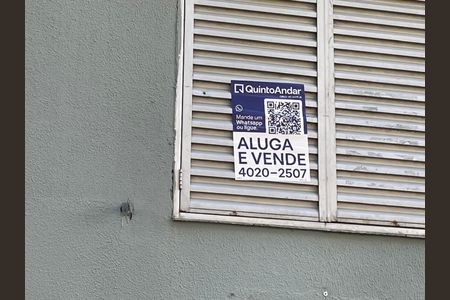 QuintoAndar
Mande um
Whatsapp
ou ligue.
ALUGA
E VENDE
4020-2507